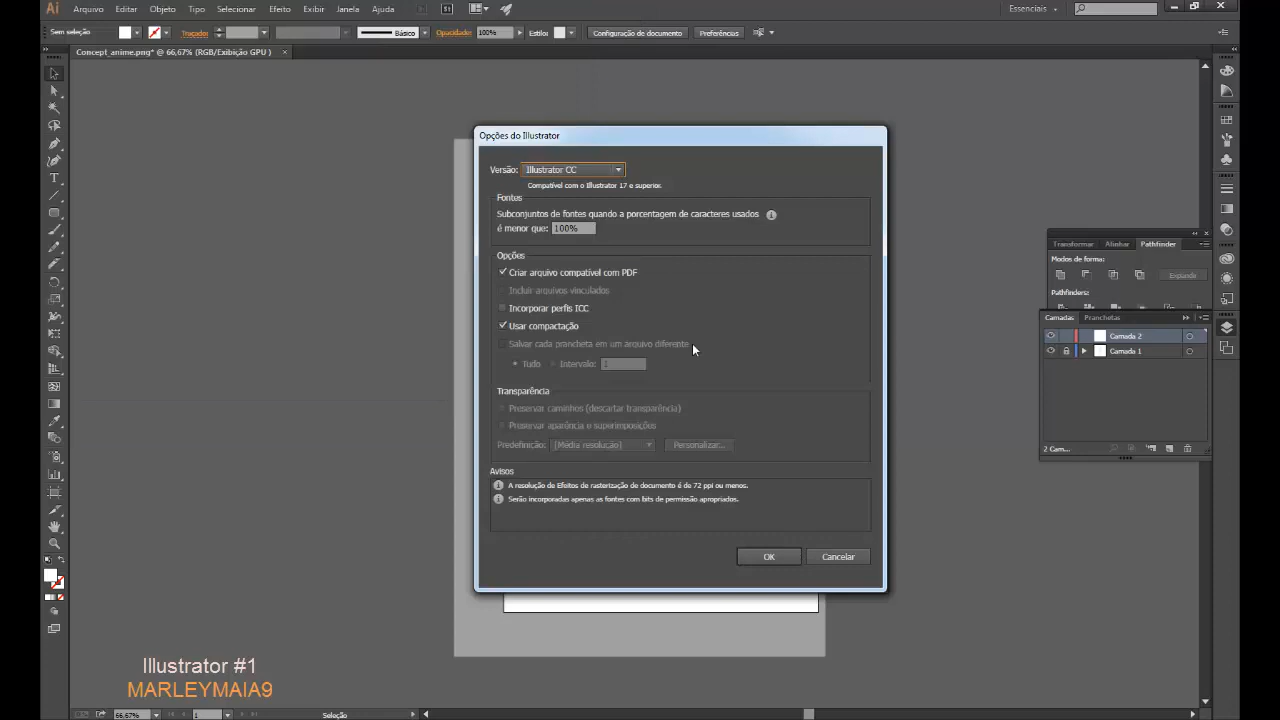 Ai Arquivo Editar Objeto Tipo Selecionar Efeito Exibir Janela Ajuda Br St Essenciais
Sem seleção Traçado: Básico Opacidade: 100% Estilo: Configuração de documento Preferências
Concept_anime.png* @ 66,67% (RGB/Exibição GPU ) ×
Opções do Illustrator
Versão: Illustrator CC
Compatível com o Illustrator 17 e superior.
Fontes
Subconjuntos de fontes quando a porcentagem de caracteres usados
é menor que: 100%
Opções
Criar arquivo compatível com PDF
Incluir arquivos vinculados
Incorporar perfis ICC
Usar compactação
Salvar cada prancheta em um arquivo diferente
Tudo Intervalo: 1
Transparência
Preservar caminhos (descartar transparência)
Preservar aparência e superimposições
Predefinição: [Média resolução] Personalizar...
Avisos
A resolução de Efeitos de rasterização de documento é de 72 ppi ou menos.
Serão incorporadas apenas as fontes com bits de permissão apropriados.
OK Cancelar
Transformar Alinhar Pathfinder
Modos de forma:
Expandir
Pathfinders:
Camadas Pranchetas
Camada 2
Camada 1
2 Cam...
Illustrator #1
MARLEYMAIA9
66,67% 1 Seleção